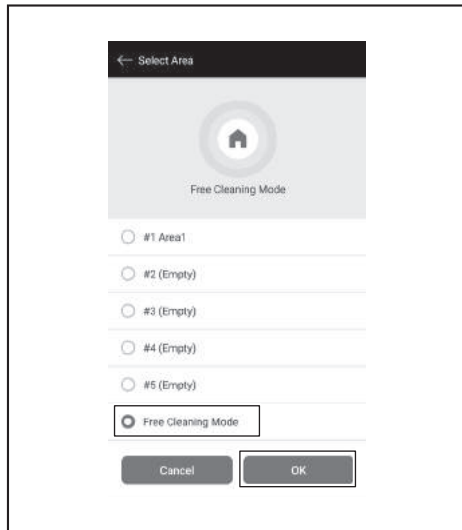 ← Select Area
Free Cleaning Mode
#1 Area1
#2 (Empty)
#3 (Empty)
#4 (Empty)
#5 (Empty)
Free Cleaning Mode
Cancel OK